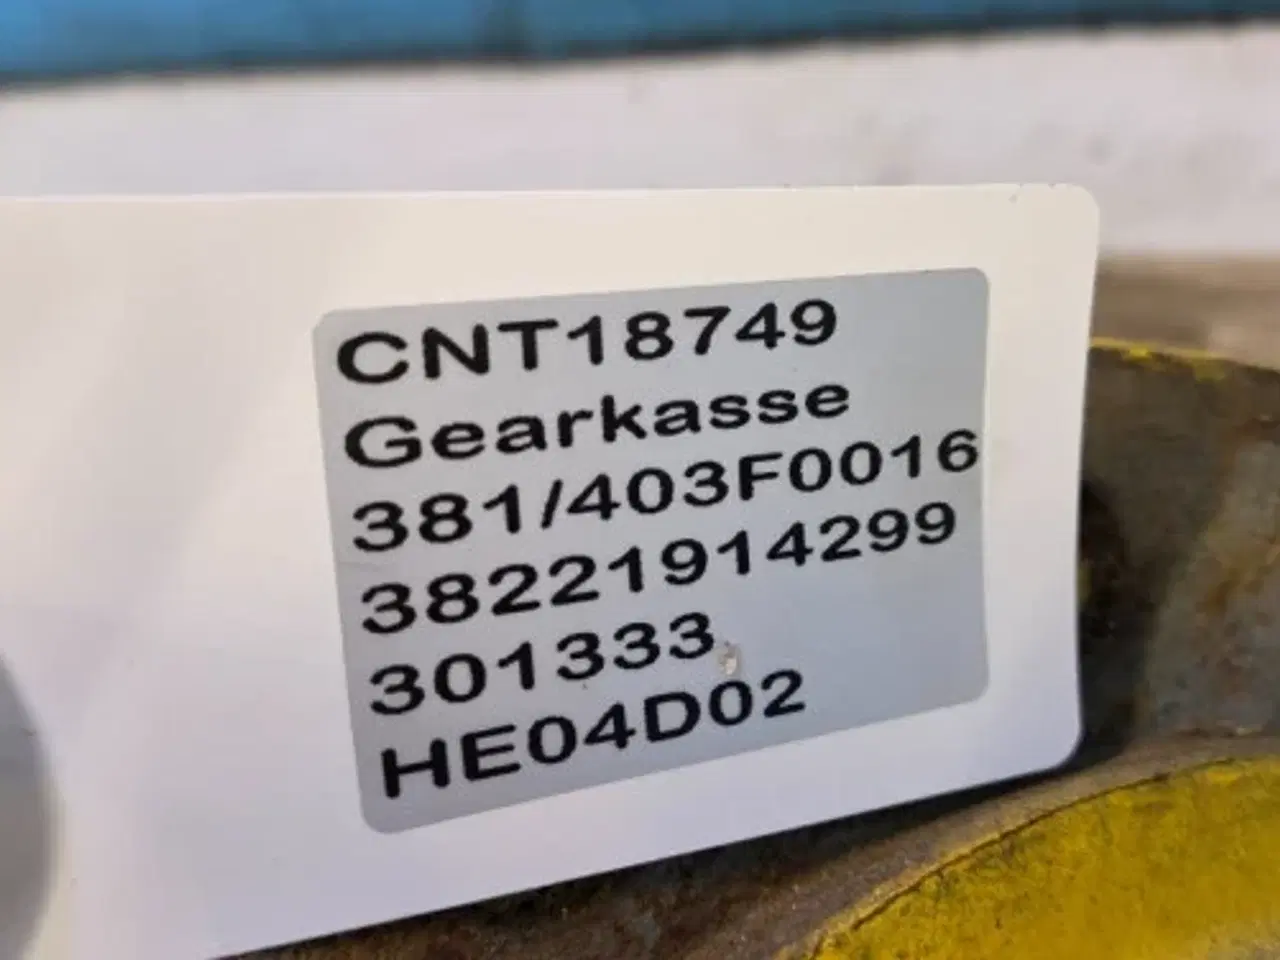 CNT18749
Gearkasse
381/403F0016
38221914299
301333
HE04D02